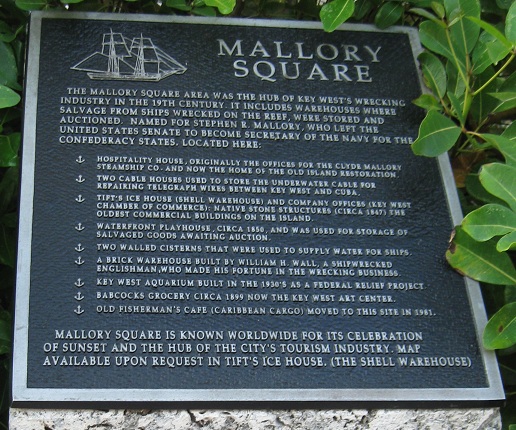 MALLORY
SQUARE
THE MALLORY SQUARE AREA WAS THE HUB OF KEY WEST'S WRECKING
INDUSTRY IN THE 19TH CENTURY. IT INCLUDES WAREHOUSES WHERE
SALVAGE FROM SHIPS WRECKED ON THE REEF, WERE STORED AND
AUCTIONED. NAMED FOR STEPHEN R. MALLORY, WHO LEFT THE
UNITED STATES SENATE TO BECOME SECRETARY OF THE NAVY FOR THE
CONFEDERACY STATES. LOCATED HERE:
HOSPITALITY HOUSE, ORIGINALLY THE OFFICES FOR THE CLYDE MALLORY
STEAMSHIP CO. AND NOW THE HOME OF THE OLD ISLAND RESTORATION
TWO CABLE HOUSES USED TO STORE THE UNDERWATER CABLE FOR
REPAIRING TELEGRAPH WIRES BETWEEN KEY WEST AND CUBA.
TIFT'S ICE HOUSE (SHELL WAREHOUSE) AND COMPANY OFFICES (KEY WEST
CHAMBER OF COMMERCE): NATIVE STONE STRUCTURES (CIRCA 1847) THE
OLDEST COMMERCIAL BUILDINGS ON THE ISLAND.
WATERFRONT PLAYHOUSE, CIRCA 1850, AND WAS USED FOR STORAGE OF
SALVAGED GOODS AWAITING AUCTION.
TWO WALLED CISTERNS THAT WERE USED TO SUPPLY WATER FOR SHIPS.
A BRICK WAREHOUSE BUILT BY WILLIAM H. WALL, A SHIPWRECKED
ENGLISHMAN, WHO MADE HIS FORTUNE IN THE WRECKING BUSINESS.
KEY WEST AQUARIUM BUILT IN THE 1930'S AS A FEDERAL RELIEF PROJECT
BABCOCKS GROCERY CIRCA 1899 NOW THE KEY WEST ART CENTER.
OLD FISHERMAN'S CAFE (CARIBBEAN CARGO) MOVED TO THIS SITE IN 1981.
MALLORY SQUARE IS KNOWN WORLDWIDE FOR ITS CELEBRATION
OF SUNSET AND THE HUB OF THE CITY'S TOURISM INDUSTRY. MAP
AVAILABLE UPON REQUEST IN TIFT'S ICE HOUSE. (THE SHELL WAREHOUSE)